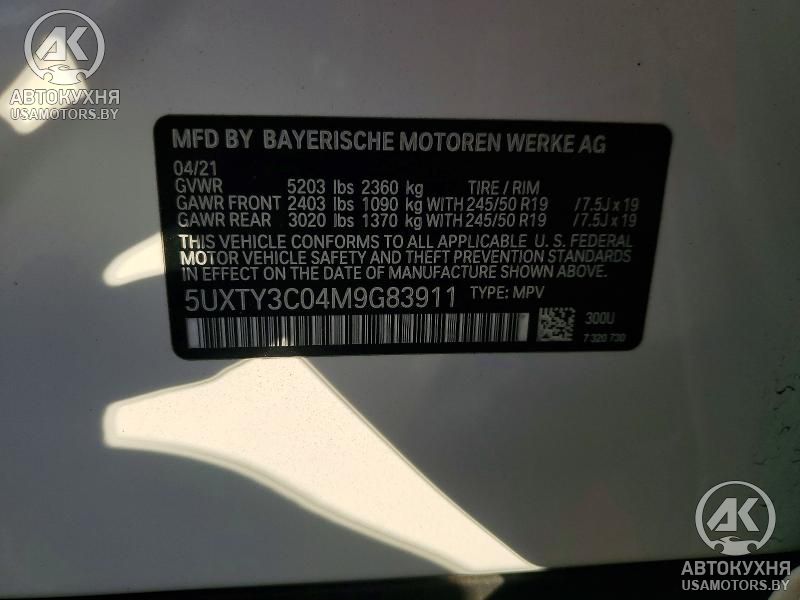 AK
АВТОКУХНЯ
USAMOTORS.BY
MFD BY BAYERISCHE MOTOREN WERKE AG
04/21
GVWR 5203 lbs 2360 kg TIRE / RIM
GAWR FRONT 2403 lbs 1090 kg WITH 245/50 R19 /7.5J x 19
GAWR REAR 3020 lbs 1370 kg WITH 245/50 R19 /7.5J x 19
THIS VEHICLE CONFORMS TO ALL APPLICABLE U. S. FEDERAL
MOTOR VEHICLE SAFETY AND THEFT PREVENTION STANDARDS
IN EFFECT ON THE DATE OF MANUFACTURE SHOWN ABOVE.
5UXTY3C04M9G83911 TYPE: MPV
300U
7 320 730
AK
АВТОКУХНЯ
USAMOTORS.BY